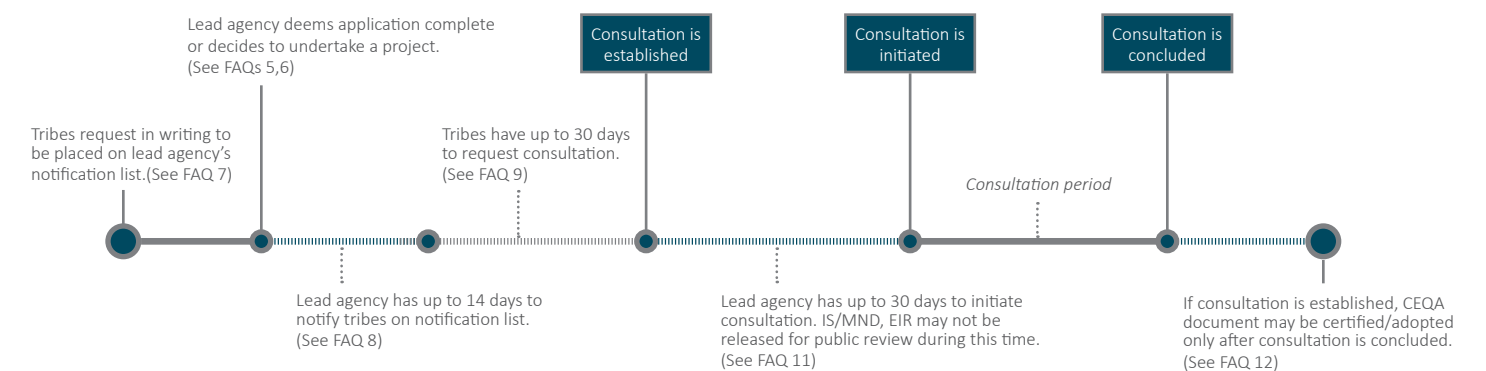 Lead agency deems application complete
or decides to undertake a project.
(See FAQs 5,6)
Consultation is
established
Consultation is
initiated
Consultation is
concluded
Tribes request in writing to
be placed on lead agency’s
notification list.(See FAQ 7)
Tribes have up to 30 days
to request consultation.
(See FAQ 9)
Consultation period
Lead agency has up to 14 days to
notify tribes on notification list.
(See FAQ 8)
Lead agency has up to 30 days to initiate
consultation. IS/MND, EIR may not be
released for public review during this time.
(See FAQ 11)
If consultation is established, CEQA
document may be certified/adopted
only after consultation is concluded.
(See FAQ 12)